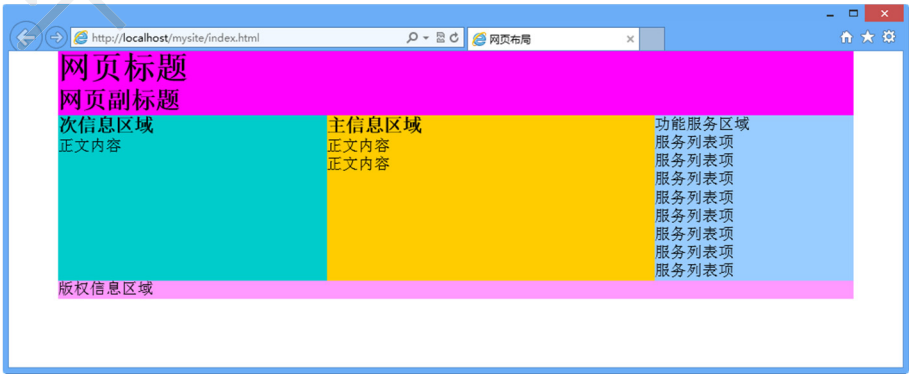 http://localhost/mysite/index.html
网页布局
网页标题
网页副标题
次信息区域
正文内容
主信息区域
正文内容
正文内容
功能服务区域
服务列表项
服务列表项
服务列表项
服务列表项
服务列表项
服务列表项
服务列表项
服务列表项
版权信息区域